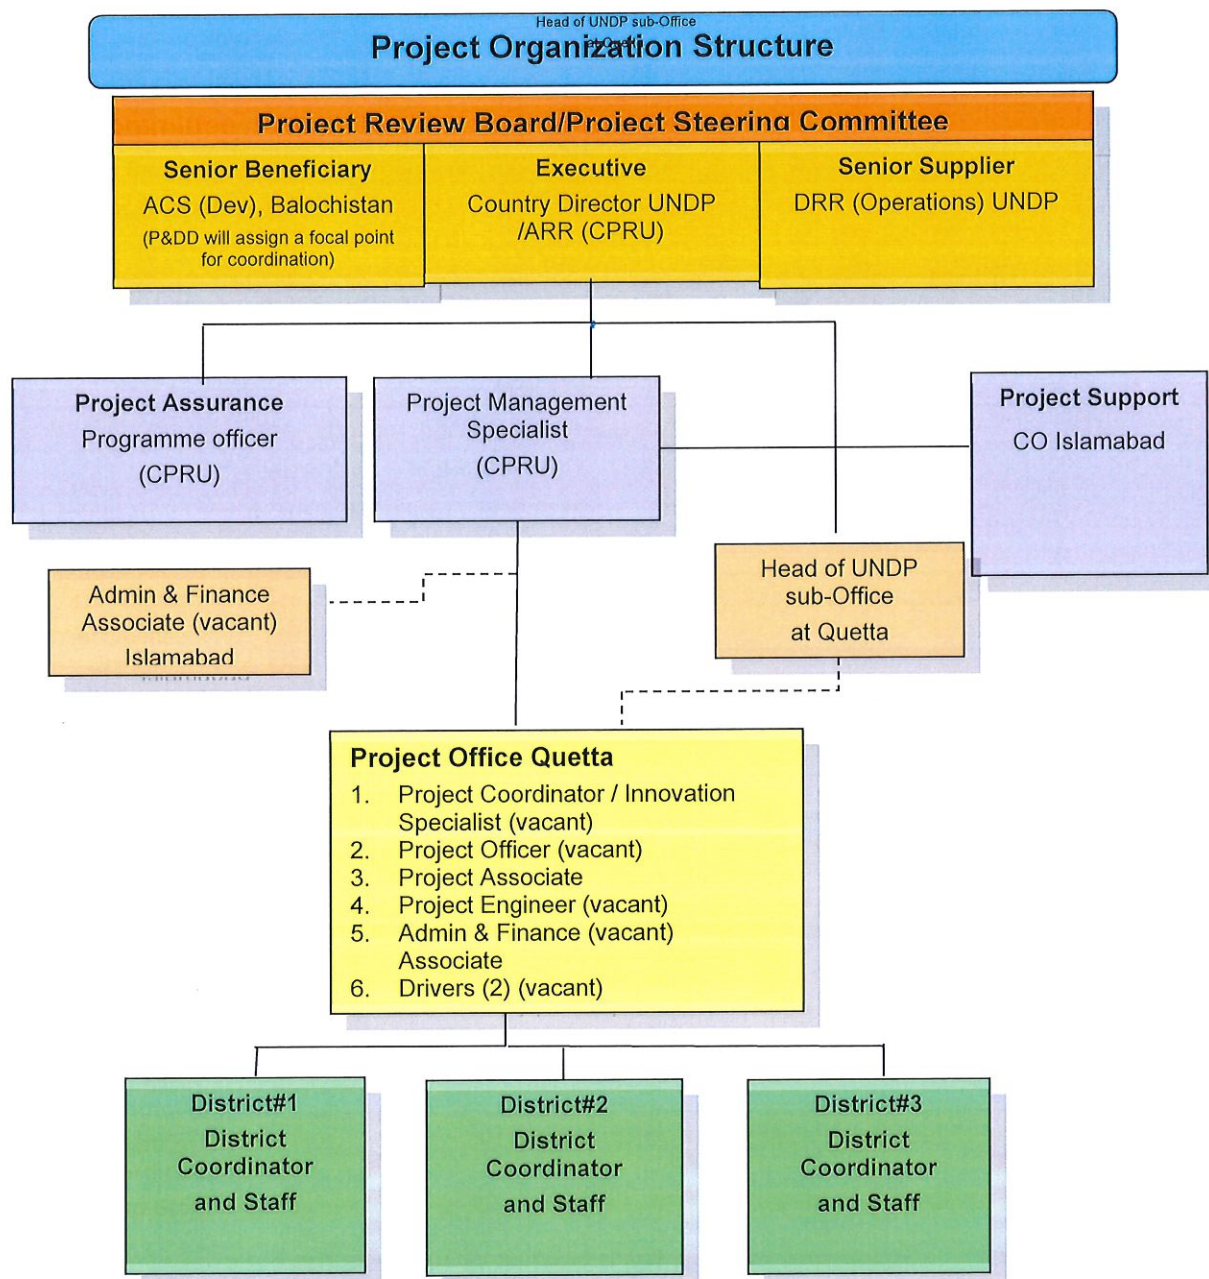 Head of UNDP sub-Office
at Quetta
Project Organization Structure
Project Review Board/Project Steering Committee
Senior Beneficiary
ACS (Dev), Balochistan
(P&DD will assign a focal point
for coordination)
Executive
Country Director UNDP
/ARR (CPRU)
Senior Supplier
DRR (Operations) UNDP
Project Assurance
Programme officer
(CPRU)
Project Management
Specialist
(CPRU)
Project Support
CO Islamabad
Admin & Finance
Associate (vacant)
Islamabad
Head of UNDP
sub-Office
at Quetta
Project Office Quetta
1. Project Coordinator / Innovation
Specialist (vacant)
2. Project Officer (vacant)
3. Project Associate
4. Project Engineer (vacant)
5. Admin & Finance (vacant)
Associate
6. Drivers (2) (vacant)
District#1
District
Coordinator
and Staff
District#2
District
Coordinator
and Staff
District#3
District
Coordinator
and Staff